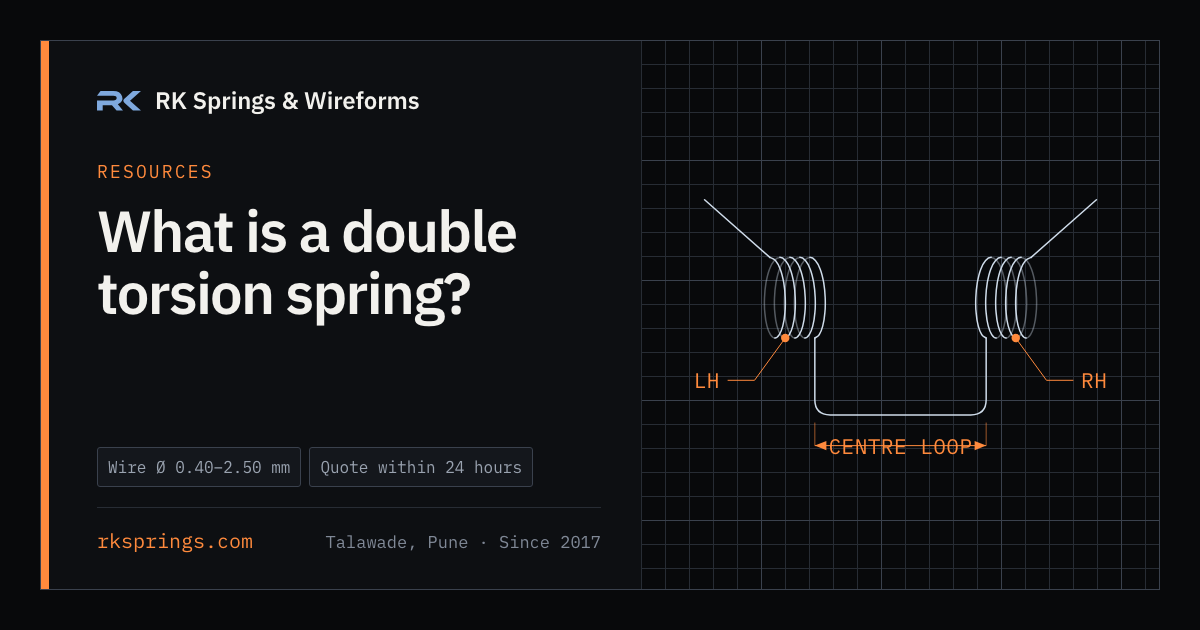 RK RK Springs & Wireforms
RESOURCES
What is a double
torsion spring?
Wire Ø 0.40–2.50 mm Quote within 24 hours
rksprings.com Talawade, Pune · Since 2017
LH RH
CENTRE LOOP